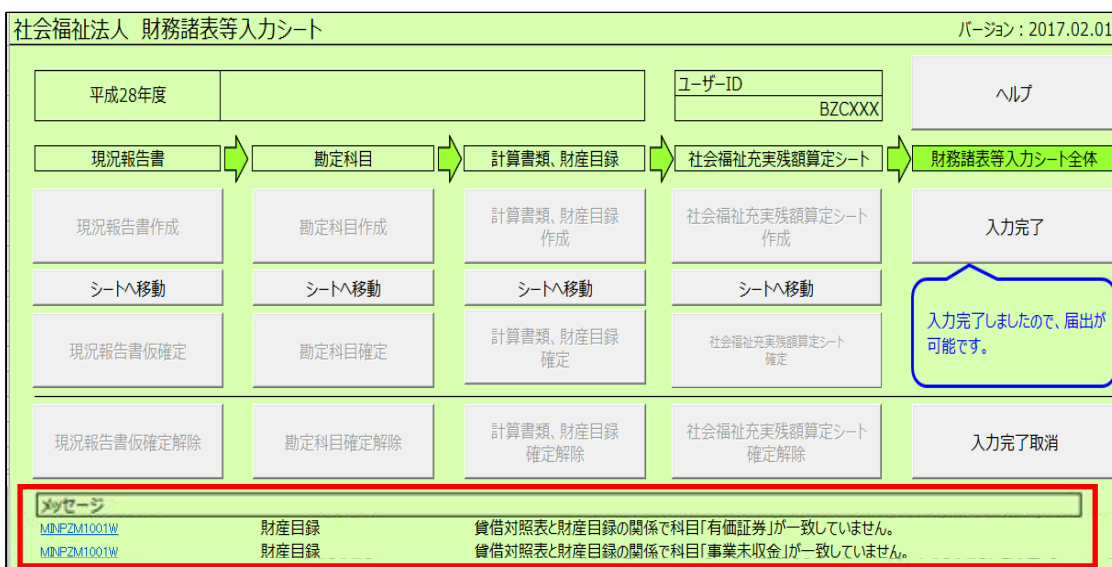 社会福祉法人 財務諸表等入力シート
バージョン：2017.02.01
平成28年度
ユーザーID
BZCXXX
ヘルプ
現況報告書
勘定科目
計算書類、財産目録
社会福祉充実残額算定シート
財務諸表等入力シート全体
現況報告書作成
勘定科目作成
計算書類、財産目録
作成
社会福祉充実残額算定シート
作成
入力完了
シートへ移動
シートへ移動
シートへ移動
シートへ移動
入力完了しましたので、届出が
可能です。
現況報告書仮確定
勘定科目確定
計算書類、財産目録
確定
社会福祉充実残額算定シート
確定
現況報告書仮確定解除
勘定科目確定解除
計算書類、財産目録
確定解除
社会福祉充実残額算定シート
確定解除
入力完了取消
メッセージ
MINPZM1001W 財産目録 貸借対照表と財産目録の関係で科目「有価証券」が一致していません。
MINPZM1001W 財産目録 貸借対照表と財産目録の関係で科目「事業未収金」が一致していません。